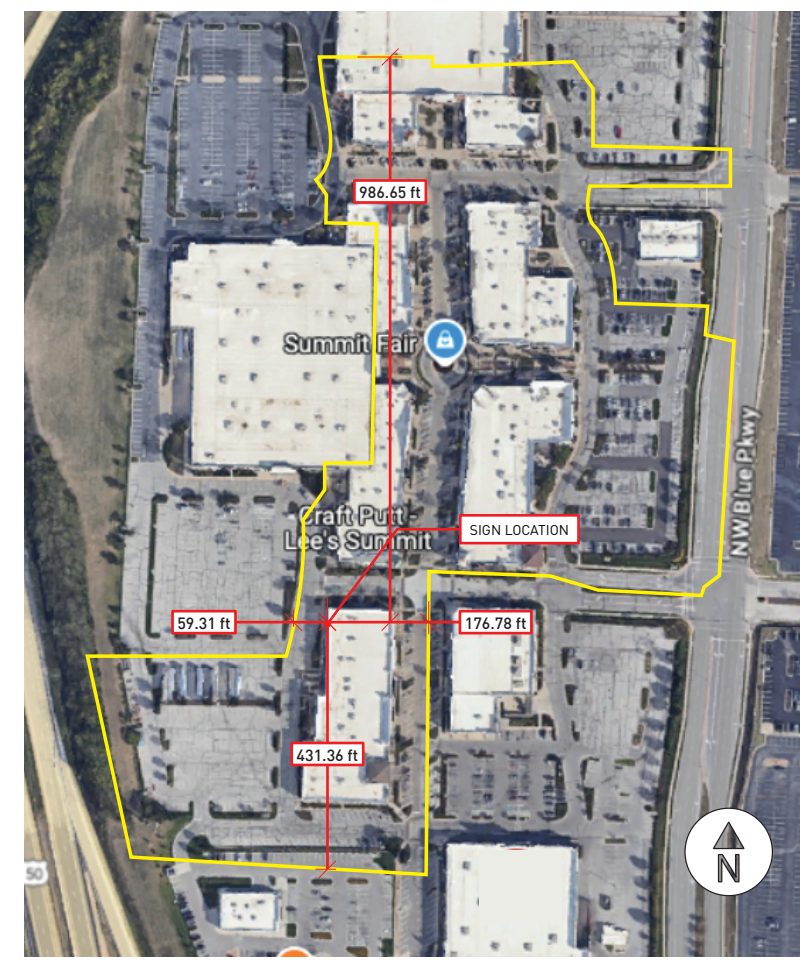 986.65 ft
Summit Fair
NW Blue Pkwy
Craft Putt -
Lee's Summit
SIGN LOCATION
59.31 ft
176.78 ft
431.36 ft
N
50